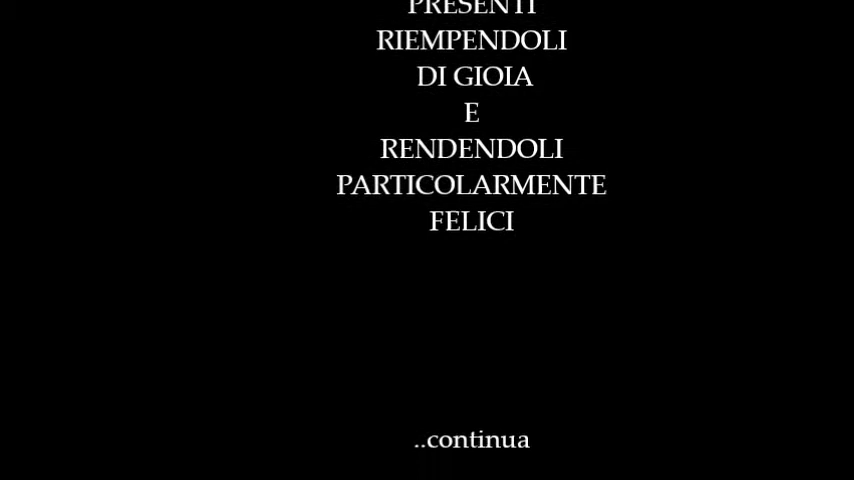 PRESENTI
RIEMPENDOLI
DI GIOIA
E
RENDENDOLI
PARTICOLARMENTE
FELICI
..continua